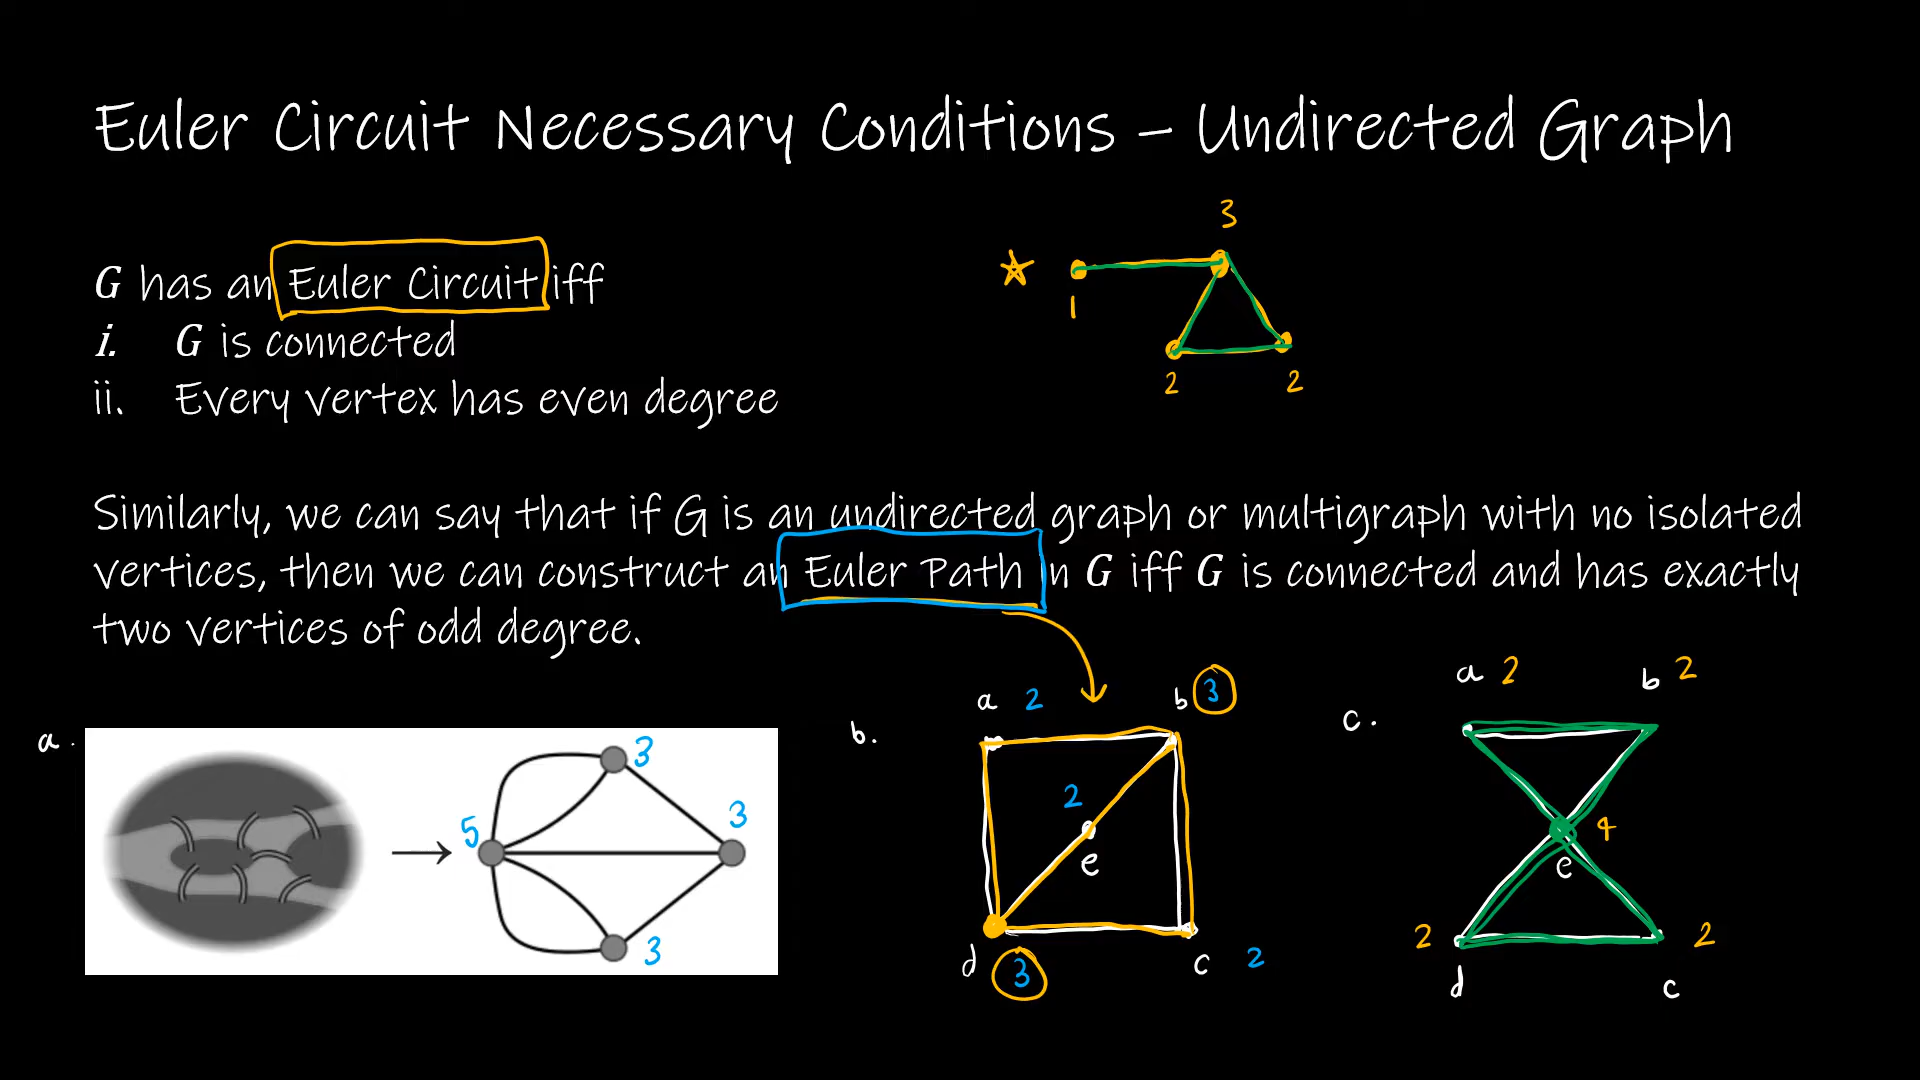 Euler Circuit Necessary Conditions – Undirected Graph
G has an Euler Circuit iff
i. G is connected
ii. Every vertex has even degree
3
1
2 2
Similarly, we can say that if G is an undirected graph or multigraph with no isolated
vertices, then we can construct an Euler Path in G iff G is connected and has exactly
two vertices of odd degree.
a.
3
5
3
3
b.
a 2 b 3
2
e
d 3 c 2
c.
a 2 b 2
4
e
2 2
d c